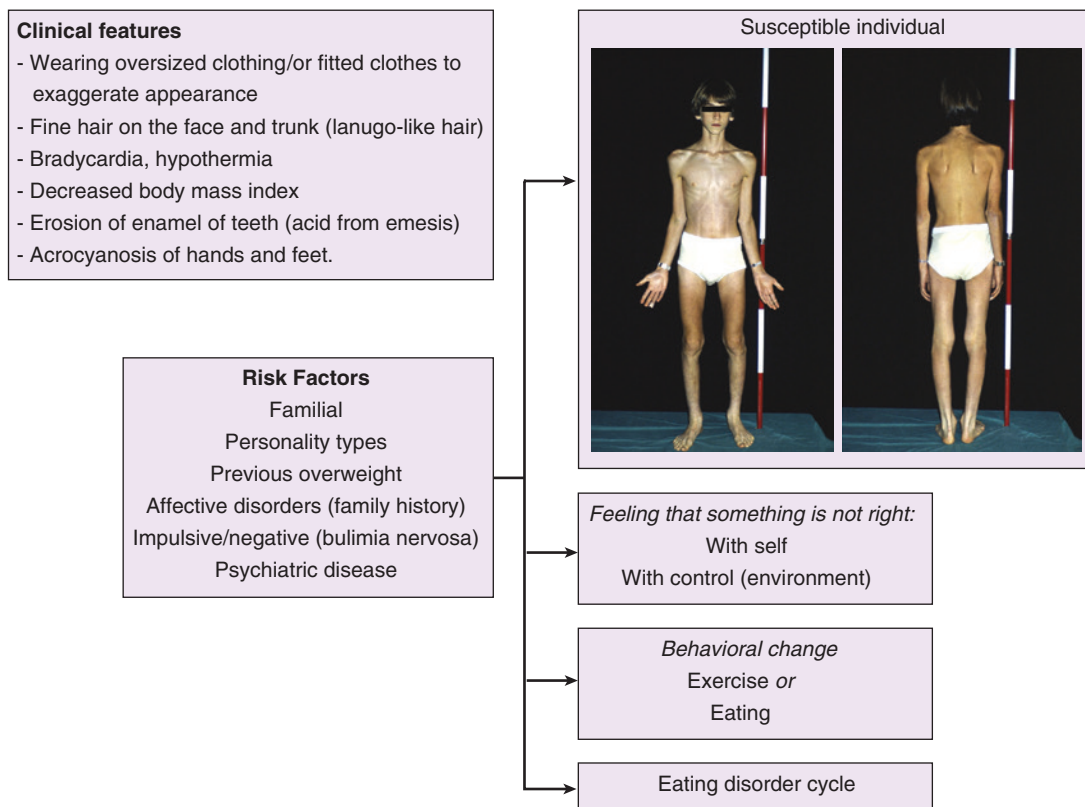 Clinical features
- Wearing oversized clothing/or fitted clothes to
exaggerate appearance
- Fine hair on the face and trunk (lanugo-like hair)
- Bradycardia, hypothermia
- Decreased body mass index
- Erosion of enamel of teeth (acid from emesis)
- Acrocyanosis of hands and feet.
Susceptible individual
Risk Factors
Familial
Personality types
Previous overweight
Affective disorders (family history)
Impulsive/negative (bulimia nervosa)
Psychiatric disease
Feeling that something is not right:
With self
With control (environment)
Behavioral change
Exercise or
Eating
Eating disorder cycle